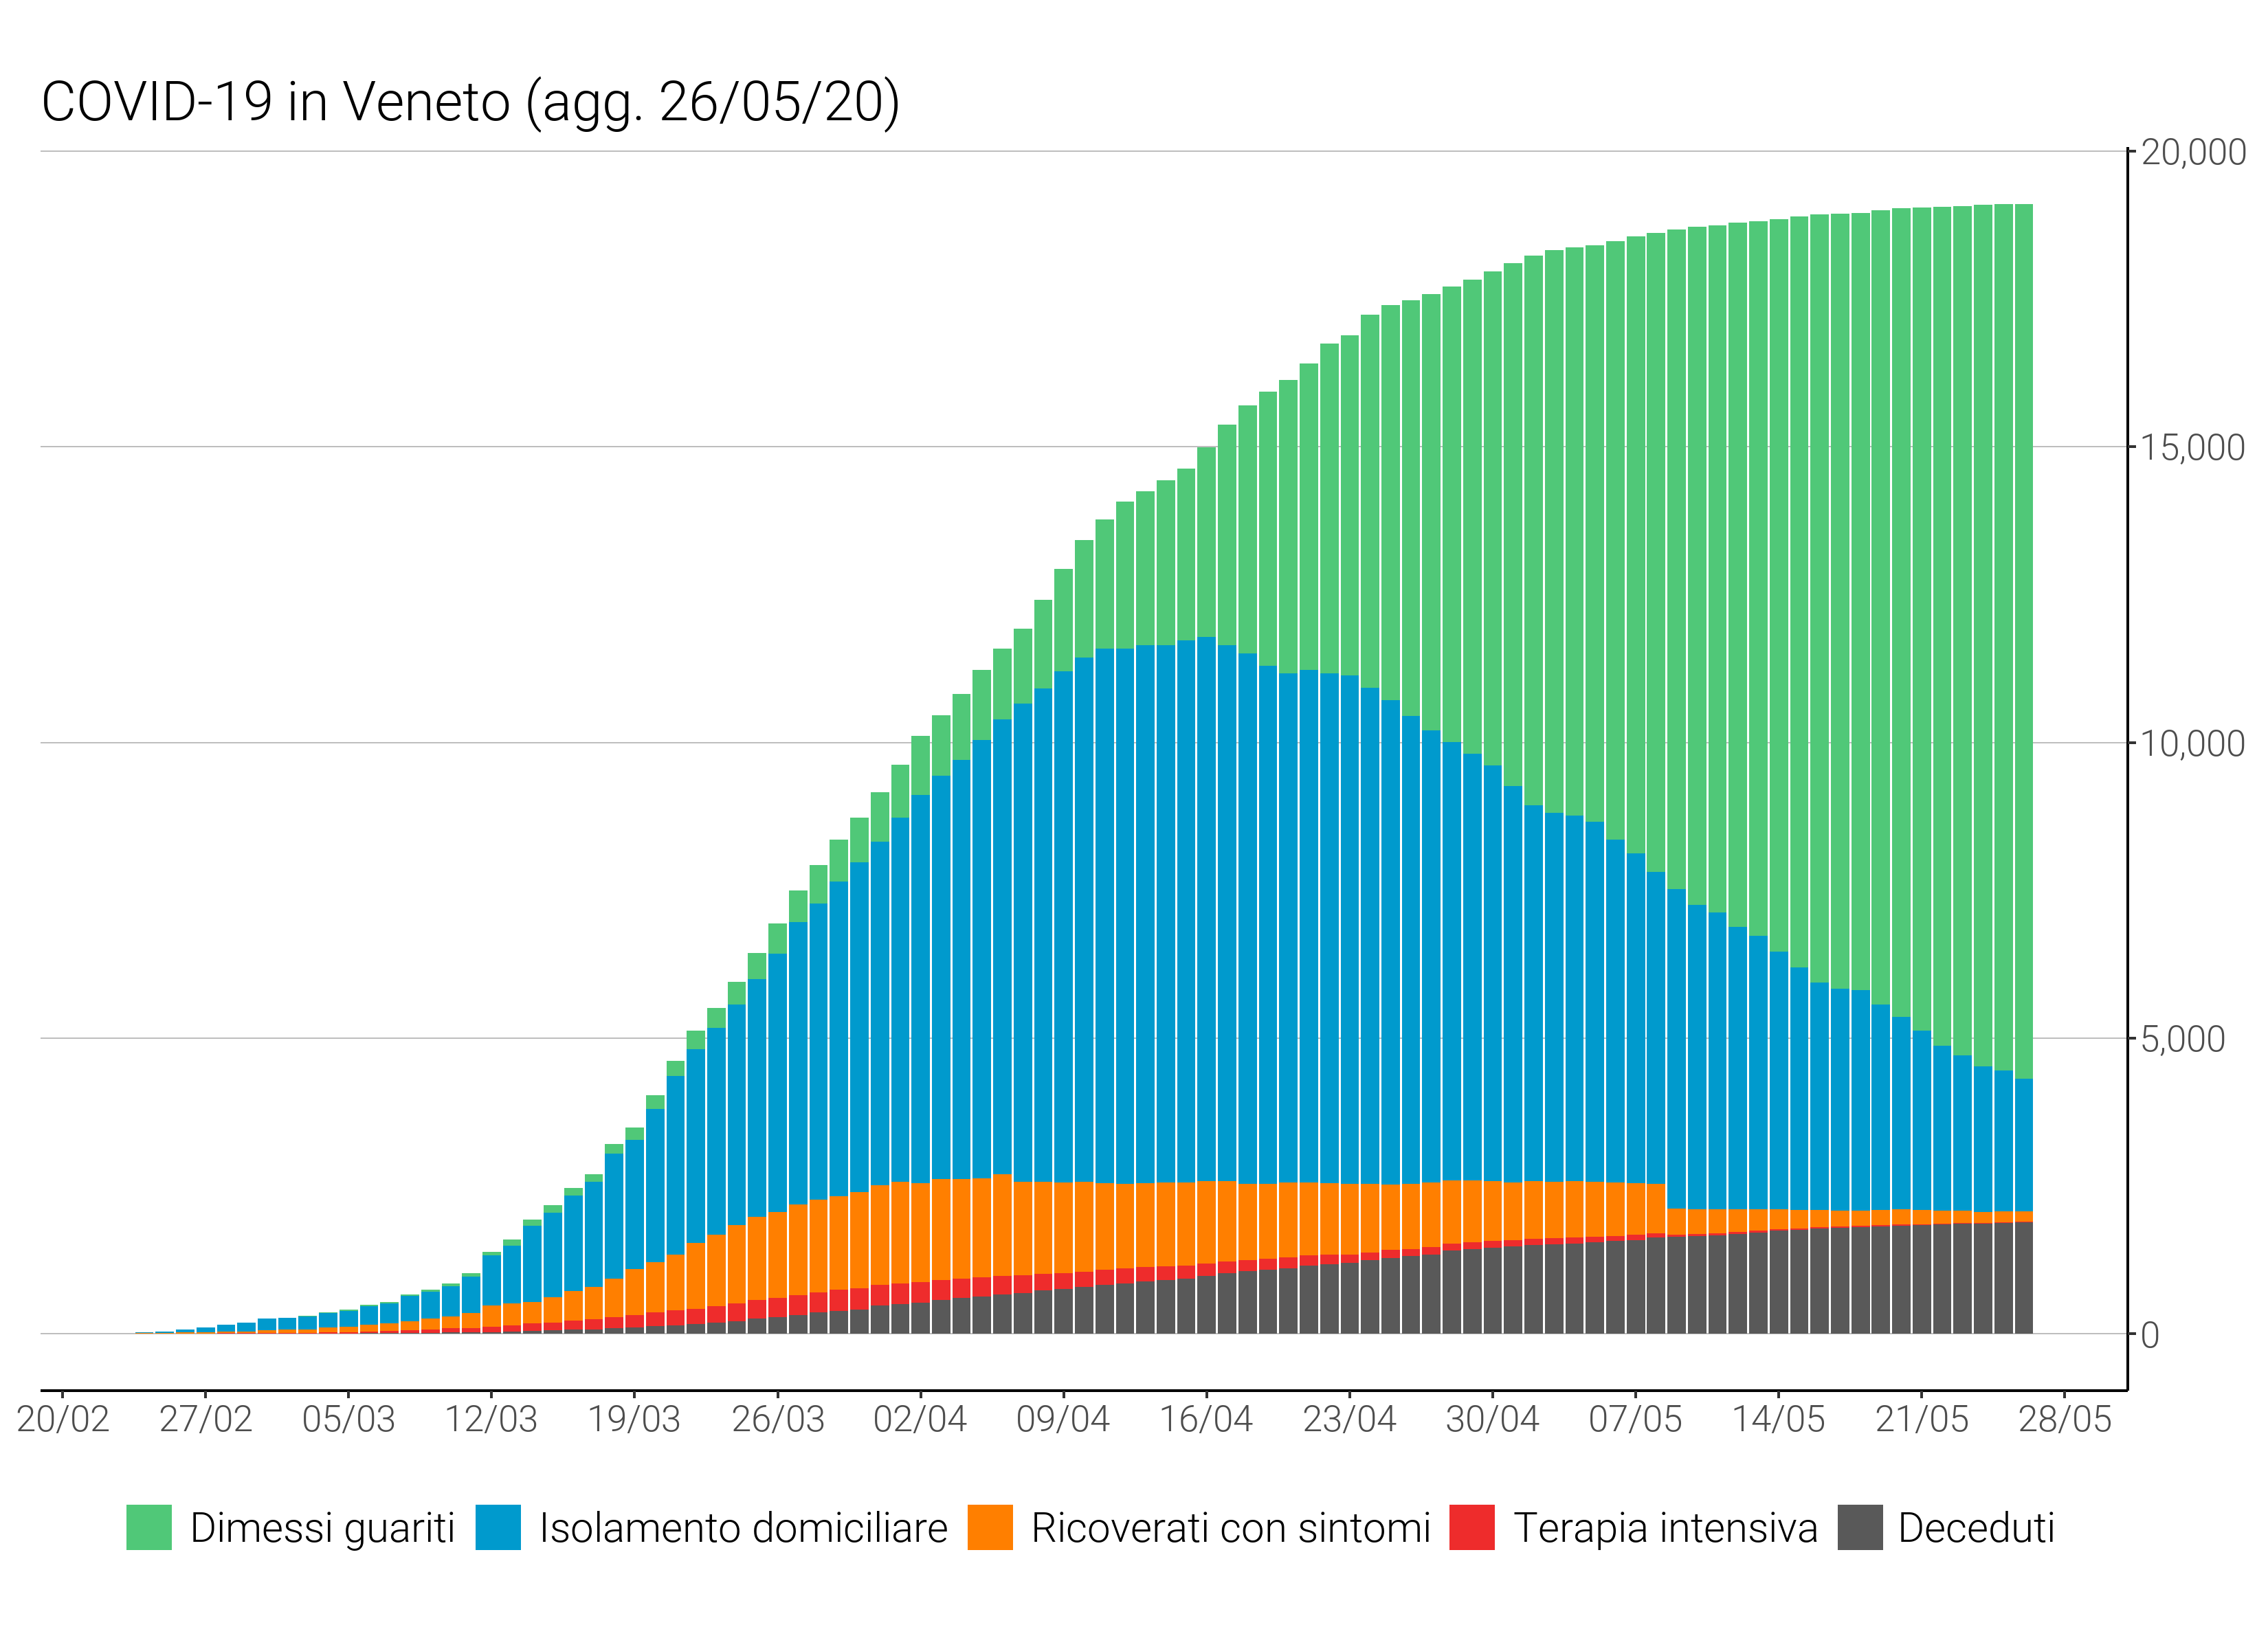 COVID-19 in Veneto (agg. 26/05/20)
20,000
15,000
10,000
5,000
0
20/02 27/02 05/03 12/03 19/03 26/03 02/04 09/04 16/04 23/04 30/04 07/05 14/05 21/05 28/05
Dimessi guariti Isolamento domiciliare Ricoverati con sintomi Terapia intensiva Deceduti